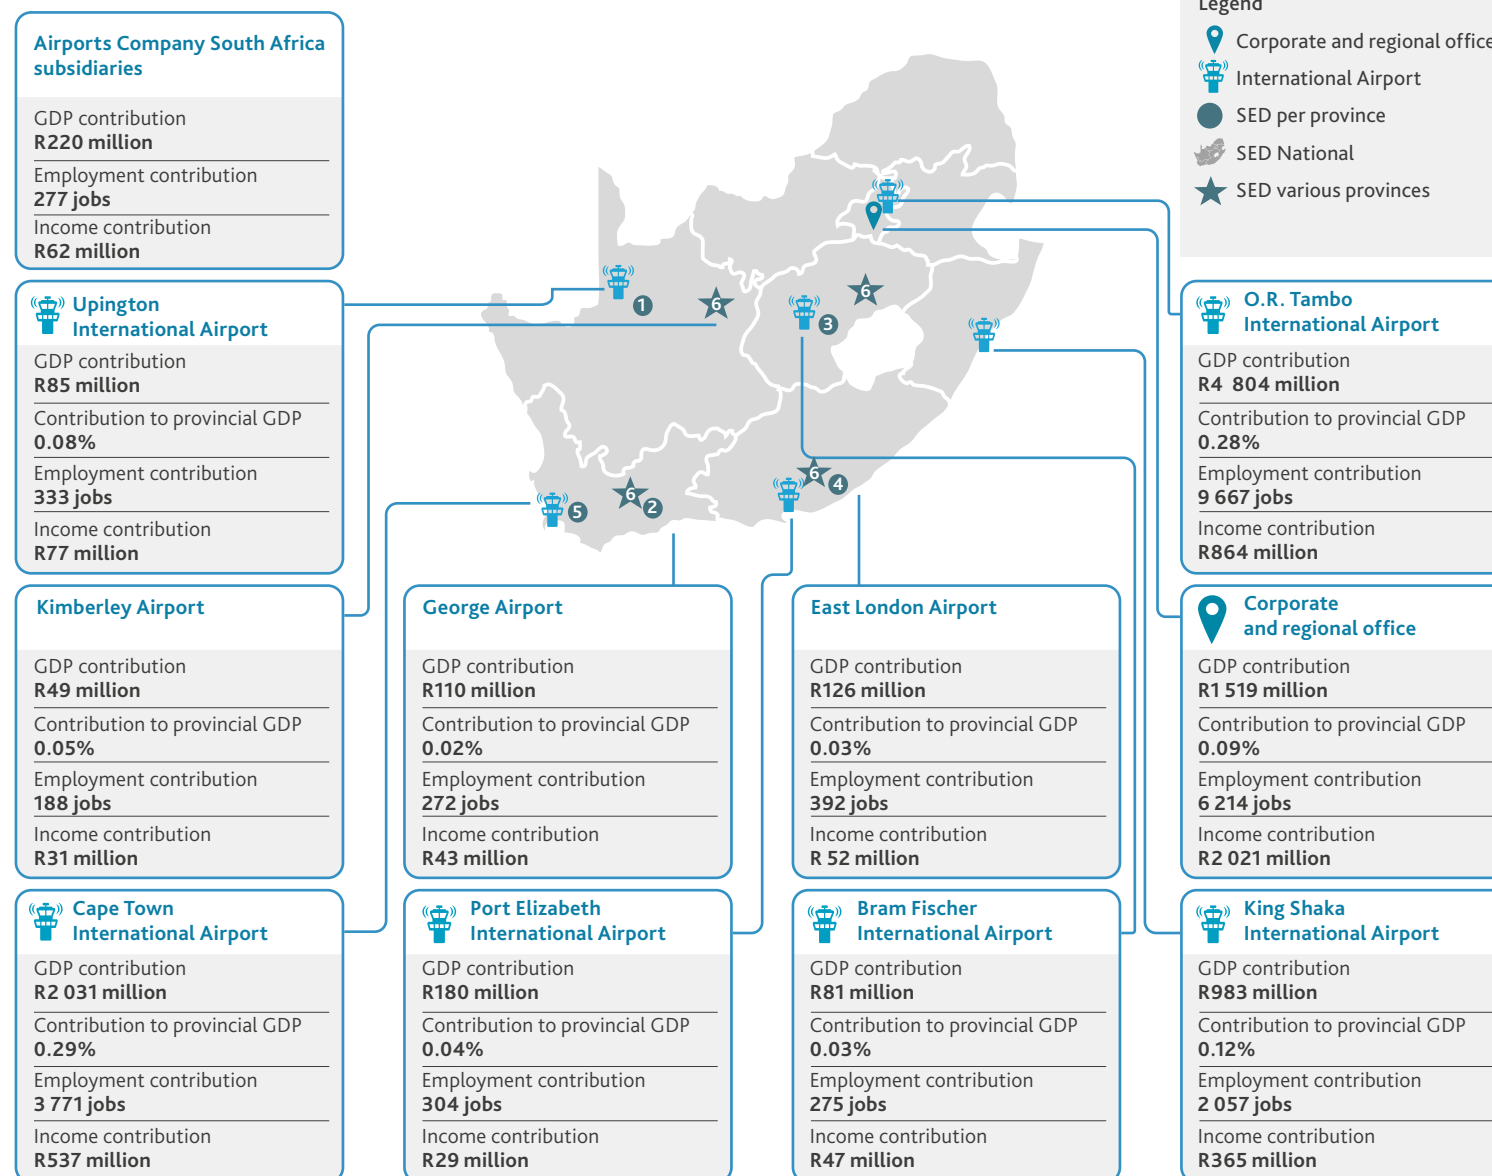 Airports Company South Africa
subsidiaries
GDP contribution
R220 million
Employment contribution
277 jobs
Income contribution
R62 million
Legend
Corporate and regional office
International Airport
SED per province
SED National
SED various provinces
1
6
6
3
6
4
6
2
5
Upington
International Airport
GDP contribution
R85 million
Contribution to provincial GDP
0.08%
Employment contribution
333 jobs
Income contribution
R77 million
O.R. Tambo
International Airport
GDP contribution
R4 804 million
Contribution to provincial GDP
0.28%
Employment contribution
9 667 jobs
Income contribution
R864 million
Kimberley Airport
GDP contribution
R49 million
Contribution to provincial GDP
0.05%
Employment contribution
188 jobs
Income contribution
R31 million
George Airport
GDP contribution
R110 million
Contribution to provincial GDP
0.02%
Employment contribution
272 jobs
Income contribution
R43 million
East London Airport
GDP contribution
R126 million
Contribution to provincial GDP
0.03%
Employment contribution
392 jobs
Income contribution
R 52 million
Corporate
and regional office
GDP contribution
R1 519 million
Contribution to provincial GDP
0.09%
Employment contribution
6 214 jobs
Income contribution
R2 021 million
Cape Town
International Airport
GDP contribution
R2 031 million
Contribution to provincial GDP
0.29%
Employment contribution
3 771 jobs
Income contribution
R537 million
Port Elizabeth
International Airport
GDP contribution
R180 million
Contribution to provincial GDP
0.04%
Employment contribution
304 jobs
Income contribution
R29 million
Bram Fischer
International Airport
GDP contribution
R81 million
Contribution to provincial GDP
0.03%
Employment contribution
275 jobs
Income contribution
R47 million
King Shaka
International Airport
GDP contribution
R983 million
Contribution to provincial GDP
0.12%
Employment contribution
2 057 jobs
Income contribution
R365 million